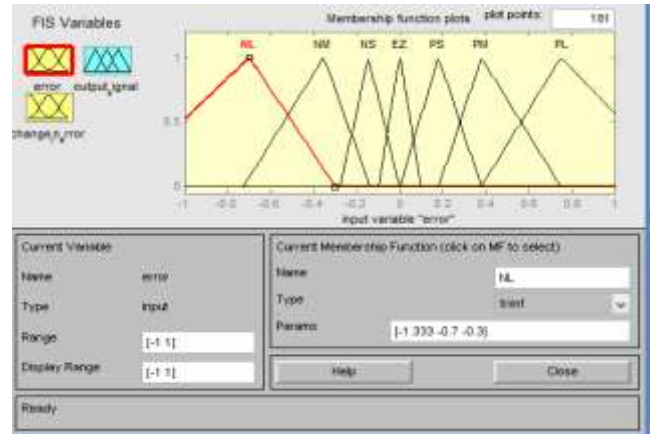 FIS Variables
Membership function plots
plot points:
181
NL NM NS EZ PS PM PL
1
0.5
0
-1 -0.8 -0.6 -0.4 -0.2 0 0.2 0.4 0.6 0.8 1
input variable "error"
error
output_signal
change_in_error
Current Variable
Name error
Type input
Range [-1 1]
Display Range [-1 1]
Current Membership Function (click on MF to select)
Name NL
Type trimf
Params [-1.333 -0.7 -0.3]
Help
Close
Ready